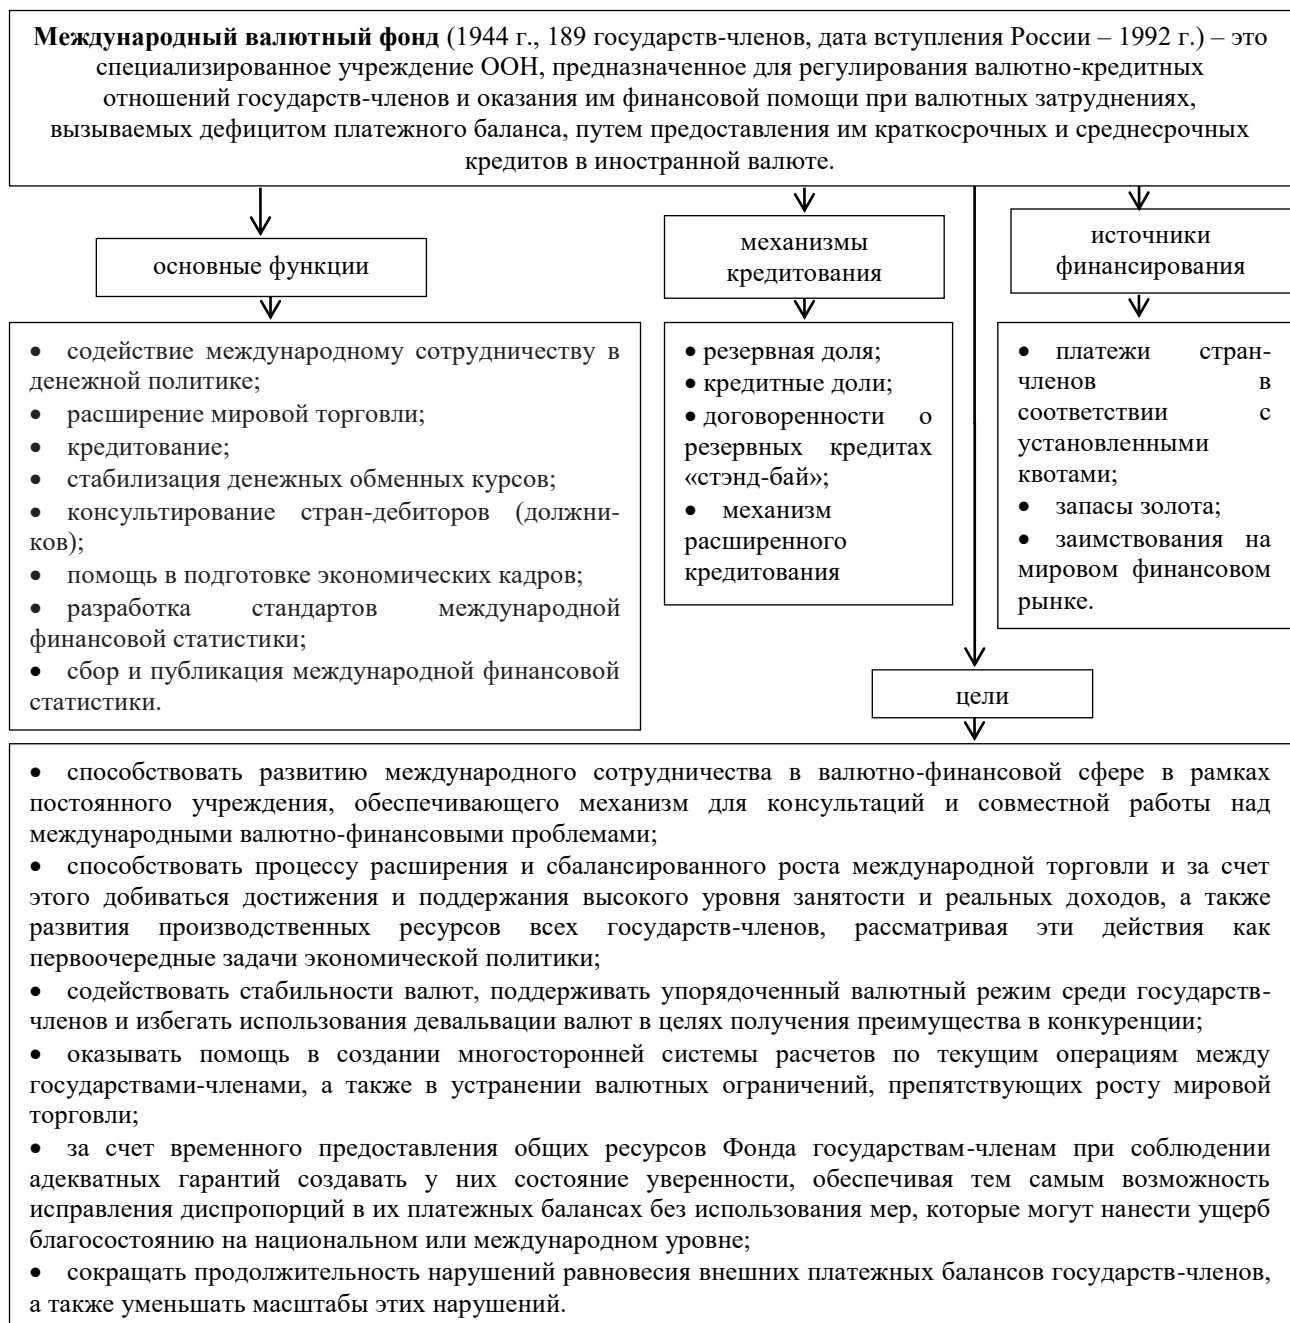 Международный валютный фонд (1944 г., 189 государств-членов, дата вступления России – 1992 г.) – это
специализированное учреждение ООН, предназначенное для регулирования валютно-кредитных
отношений государств-членов и оказания им финансовой помощи при валютных затруднениях,
вызываемых дефицитом платежного баланса, путем предоставления им краткосрочных и среднесрочных
кредитов в иностранной валюте.
основные функции
• содействие международному сотрудничеству в
денежной политике;
• расширение мировой торговли;
• кредитование;
• стабилизация денежных обменных курсов;
• консультирование стран-дебиторов (должни-
ков);
• помощь в подготовке экономических кадров;
• разработка стандартов международной
финансовой статистики;
• сбор и публикация международной финансовой
статистики.
механизмы
кредитования
• резервная доля;
• кредитные доли;
• договоренности о
резервных кредитах
«стэнд-бай»;
• механизм
расширенного
кредитования
источники
финансирования
• платежи стран-
членов в
соответствии с
установленными
квотами;
• запасы золота;
• заимствования на
мировом финансовом
рынке.
цели
• способствовать развитию международного сотрудничества в валютно-финансовой сфере в рамках
постоянного учреждения, обеспечивающего механизм для консультаций и совместной работы над
международными валютно-финансовыми проблемами;
• способствовать процессу расширения и сбалансированного роста международной торговли и за счет
этого добиваться достижения и поддержания высокого уровня занятости и реальных доходов, а также
развития производственных ресурсов всех государств-членов, рассматривая эти действия как
первоочередные задачи экономической политики;
• содействовать стабильности валют, поддерживать упорядоченный валютный режим среди государств-
членов и избегать использования девальвации валют в целях получения преимущества в конкуренции;
• оказывать помощь в создании многосторонней системы расчетов по текущим операциям между
государствами-членами, а также в устранении валютных ограничений, препятствующих росту мировой
торговли;
• за счет временного предоставления общих ресурсов Фонда государствам-членам при соблюдении
адекватных гарантий создавать у них состояние уверенности, обеспечивая тем самым возможность
исправления диспропорций в их платежных балансах без использования мер, которые могут нанести ущерб
благосостоянию на национальном или международном уровне;
• сокращать продолжительность нарушений равновесия внешних платежных балансов государств-членов,
а также уменьшать масштабы этих нарушений.